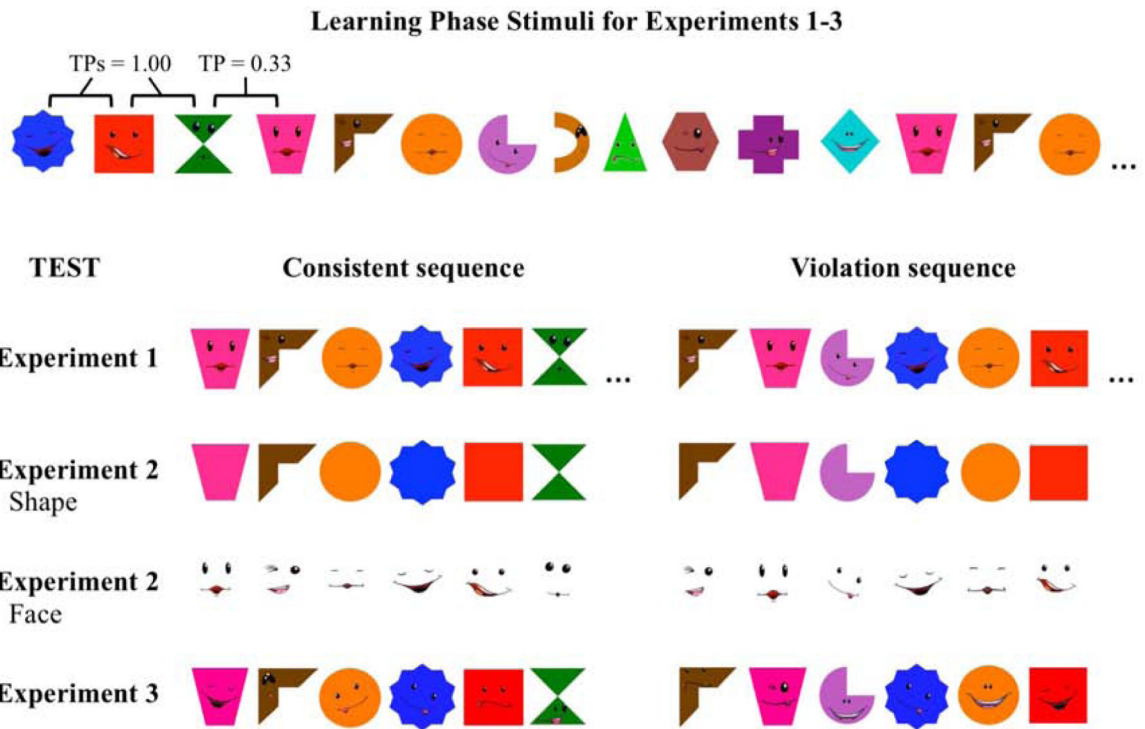 Learning Phase Stimuli for Experiments 1-3
TPs = 1.00 TP = 0.33
...
TEST Consistent sequence Violation sequence
Experiment 1
... ...
Experiment 2
Shape
Experiment 2
Face
Experiment 3